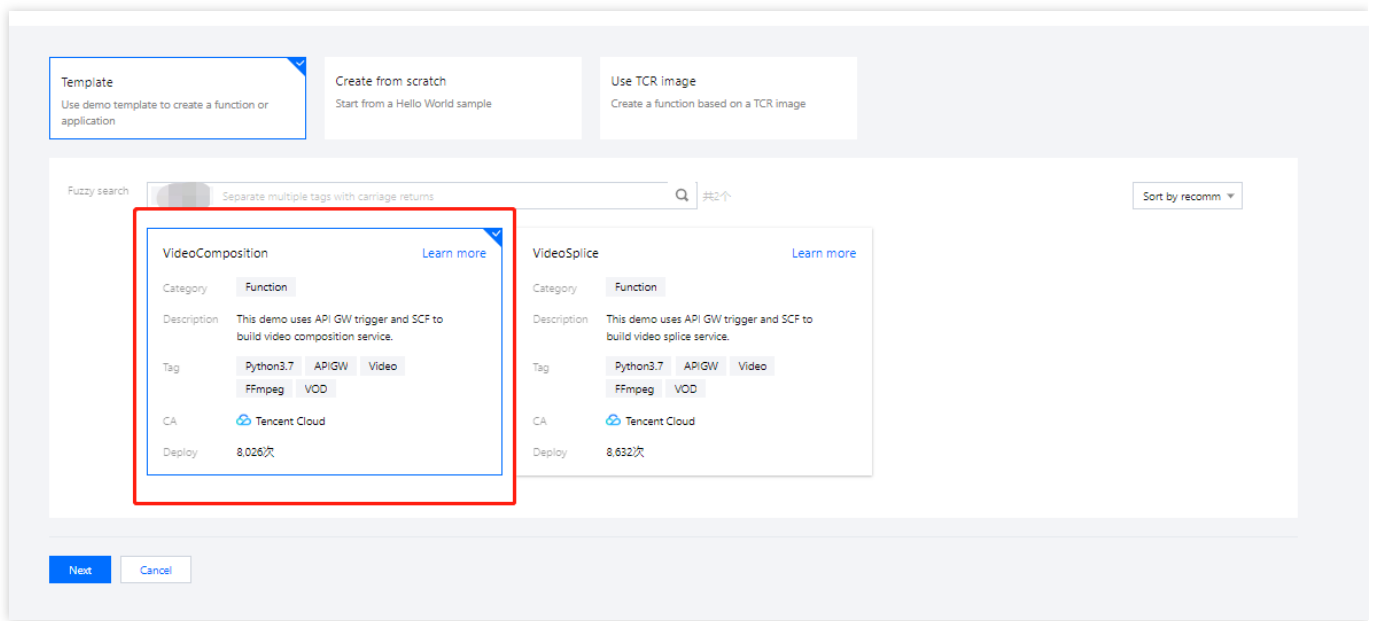 Template
Use demo template to create a function or
application
Create from scratch
Start from a Hello World sample
Use TCR image
Create a function based on a TCR image
Fuzzy search
Separate multiple tags with carriage returns
共2个
Sort by recomm
VideoComposition
Learn more
Category
Function
Description
This demo uses API GW trigger and SCF to
build video composition service.
Tag
Python3.7 APIGW Video
FFmpeg VOD
CA
Tencent Cloud
Deploy
8,026次
VideoSplice
Learn more
Category
Function
Description
This demo uses API GW trigger and SCF to
build video splice service.
Tag
Python3.7 APIGW Video
FFmpeg VOD
CA
Tencent Cloud
Deploy
8,632次
Next
Cancel